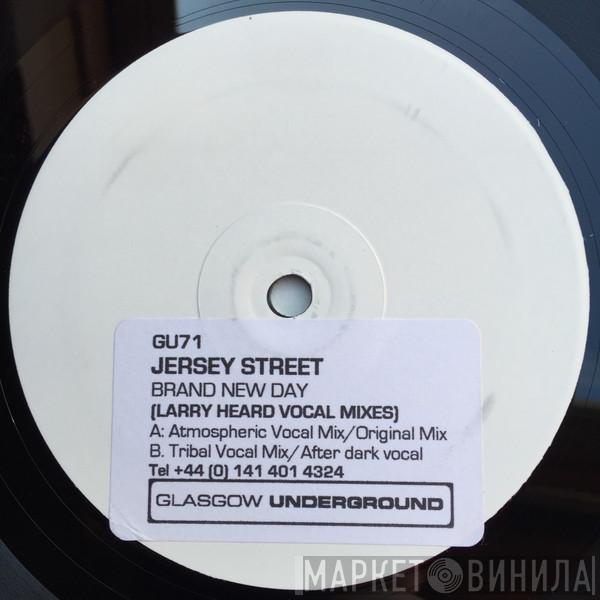 GU71
JERSEY STREET
BRAND NEW DAY
(LARRY HEARD VOCAL MIXES)
A: Atmospheric Vocal Mix/Original Mix
B. Tribal Vocal Mix/After dark vocal
Tel +44 (0) 141 401 4324
GLASGOW UNDERGROUND
МАРКЕТ ВИНИЛА